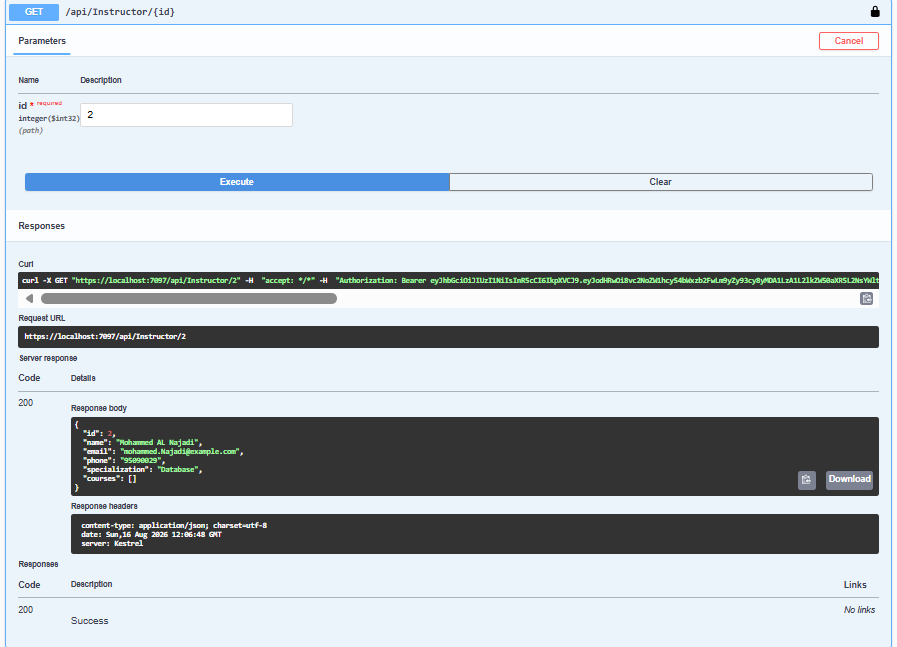 GET /api/Instructor/{id}
Parameters
Cancel
Name Description
id * required
integer($int32)
(path)
2
Execute Clear
Responses
Curl
curl -X GET "https://localhost:7097/api/Instructor/2" -H "accept: */*" -H "Authorization: Bearer
Request URL
https://localhost:7097/api/Instructor/2
Server response
Code Details
200
Response body
{
"id": 2,
"name": "Mohammed AL Najadi",
"email": "mohammed.Najadi@example.com",
"phone": "95090029",
"specialization": "Database",
"courses": []
}
Download
Response headers
content-type: application/json; charset=utf-8
date: Sun,16 Aug 2026 12:06:48 GMT
server: Kestrel
Responses
Code Description Links
200 No links
Success